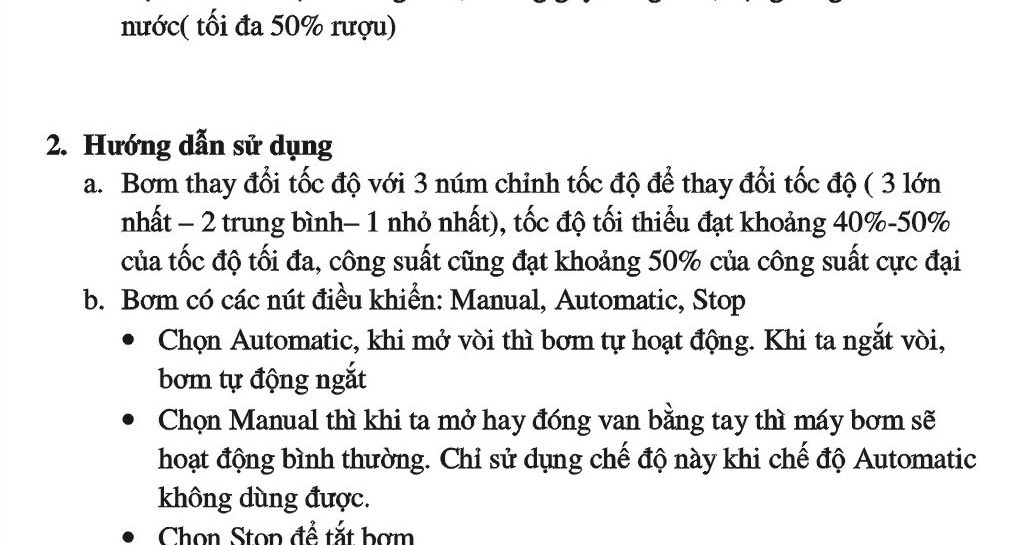 nước( tối đa 50% rượu)
2. Hướng dẫn sử dụng
a. Bơm thay đổi tốc độ với 3 núm chỉnh tốc độ để thay đổi tốc độ ( 3 lớn
nhất – 2 trung bình– 1 nhỏ nhất), tốc độ tối thiểu đạt khoảng 40%-50%
của tốc độ tối đa, công suất cũng đạt khoảng 50% của công suất cực đại
b. Bơm có các nút điều khiển: Manual, Automatic, Stop
• Chọn Automatic, khi mở vòi thì bơm tự hoạt động. Khi ta ngắt vòi,
bơm tự động ngắt
• Chọn Manual thì khi ta mở hay đóng van bằng tay thì máy bơm sẽ
hoạt động bình thường. Chỉ sử dụng chế độ này khi chế độ Automatic
không dùng được.
• Chọn Stop để tắt bơm